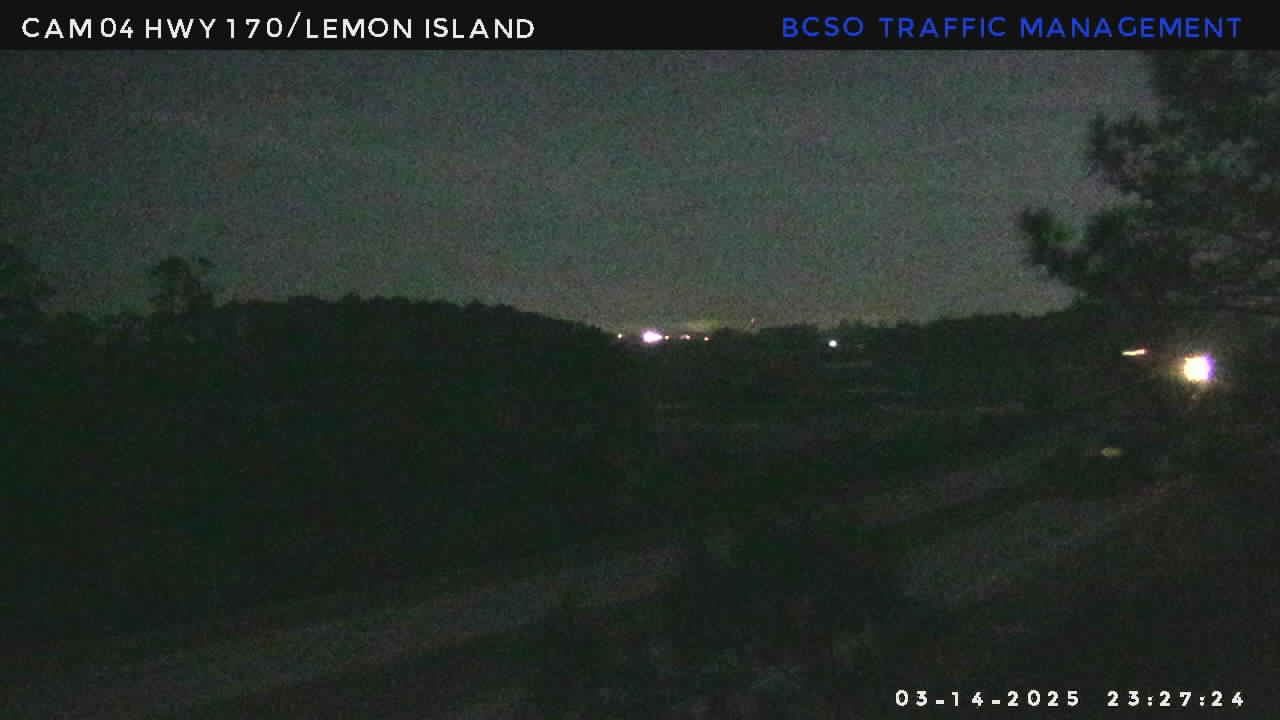 CAM04 HWY 170/LEMON ISLAND
BCSO TRAFFIC MANAGEMENT
03-14-2025 23:27:24